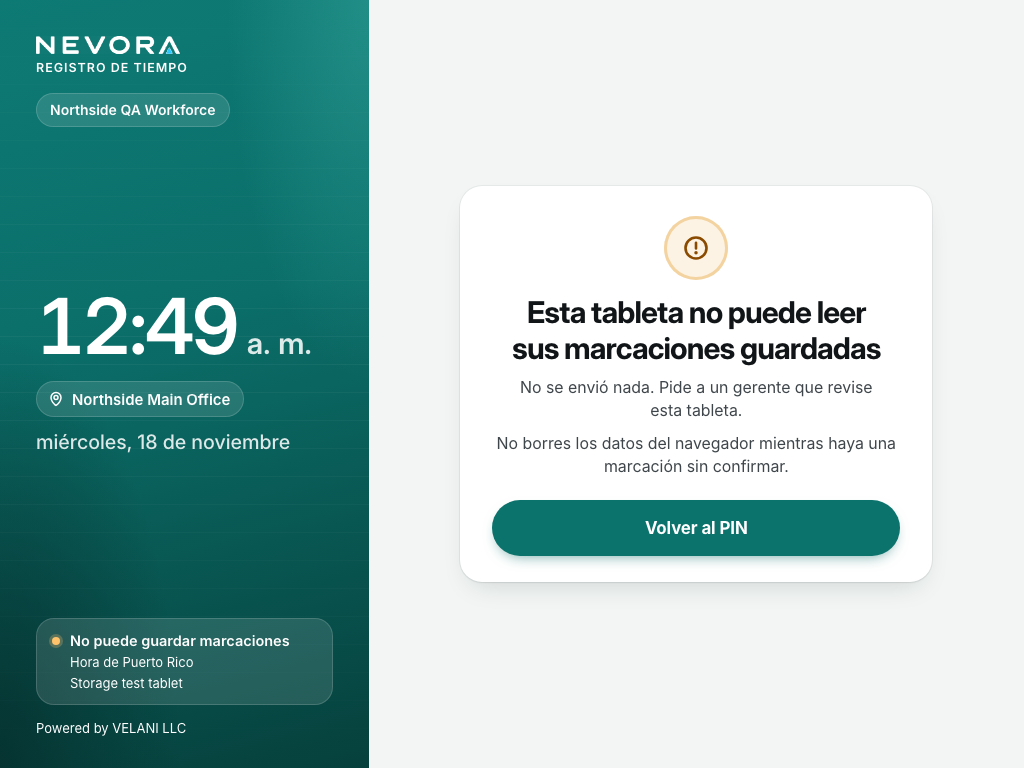 NEVORA
REGISTRO DE TIEMPO
Northside QA Workforce
12:49 a. m.
Northside Main Office
miércoles, 18 de noviembre
No puede guardar marcaciones
Hora de Puerto Rico
Storage test tablet
Powered by VELANI LLC
Esta tableta no puede leer
sus marcaciones guardadas
No se envió nada. Pide a un gerente que revise
esta tableta.
No borres los datos del navegador mientras haya una
marcación sin confirmar.
Volver al PIN